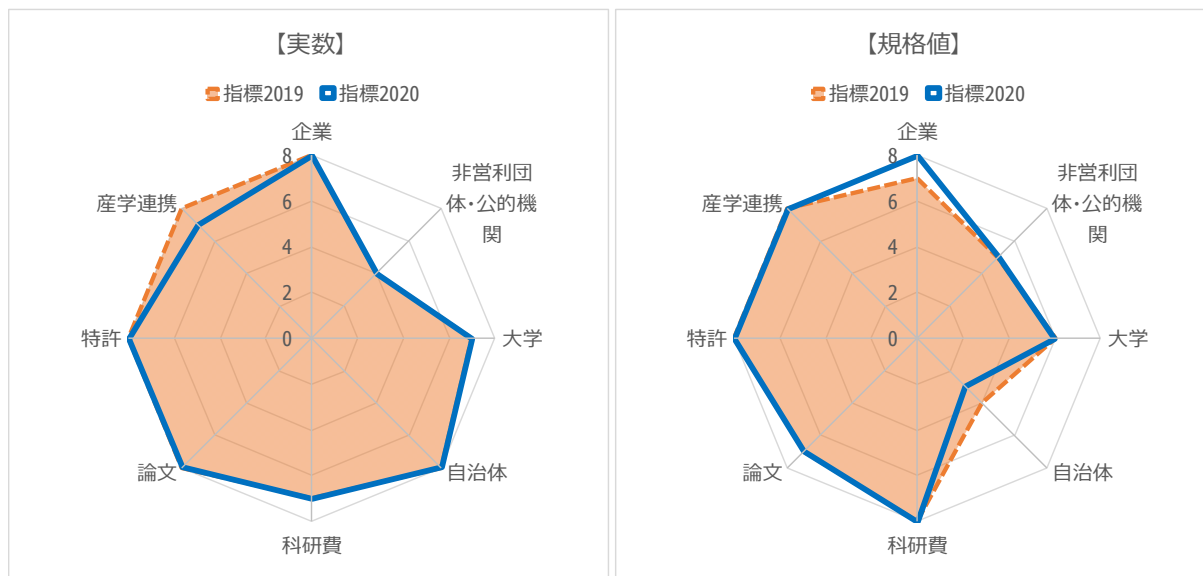 【実数】
指標2019 指標2020
企業
非営利団
体・公的機
関
大学
自治体
科研費
論文
特許
産学連携
8
6
4
2
0
【規格値】
指標2019 指標2020
企業
非営利団
体・公的機
関
大学
自治体
科研費
論文
特許
産学連携
8
6
4
2
0